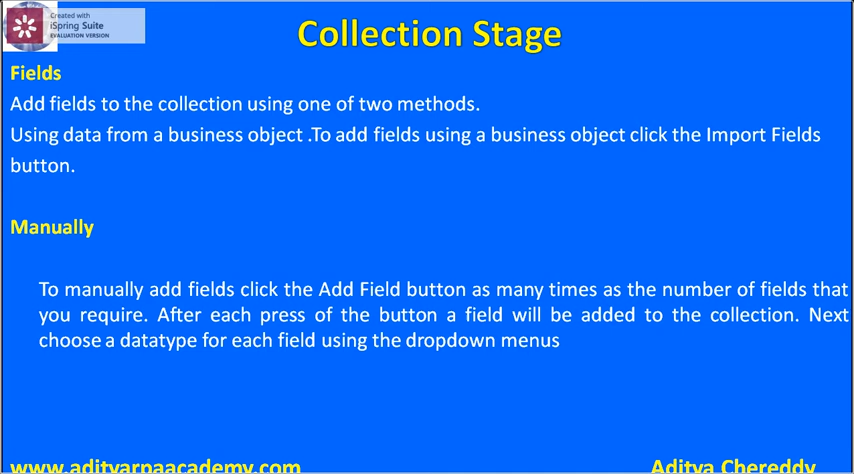 Created with
iSpring Suite
EVALUATION VERSION
Collection Stage
Fields
Add fields to the collection using one of two methods.
Using data from a business object .To add fields using a business object click the Import Fields
button.
Manually
To manually add fields click the Add Field button as many times as the number of fields that
you require. After each press of the button a field will be added to the collection. Next
choose a datatype for each field using the dropdown menus
www.adityarpaacademy.com
Aditya Chereddy